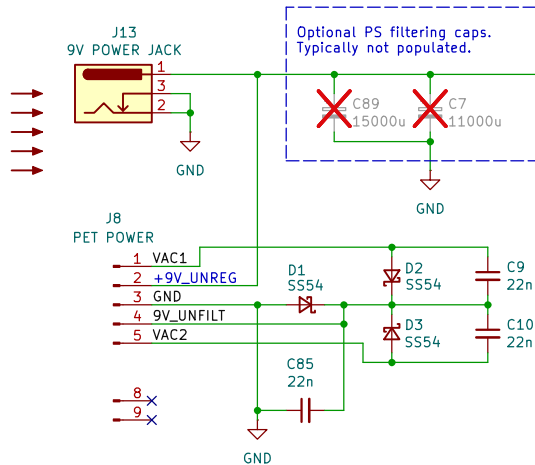 J13
9V POWER JACK
1
3
2
GND
Optional PS filtering caps.
Typically not populated.
C89
15000u
C7
11000u
GND
J8
PET POWER
1 VAC1
2 +9V_UNREG
3 GND
4 9V_UNFILT
5 VAC2
8
9
D1
SS54
D2
SS54
D3
SS54
C9
22n
C10
22n
C85
22n
GND